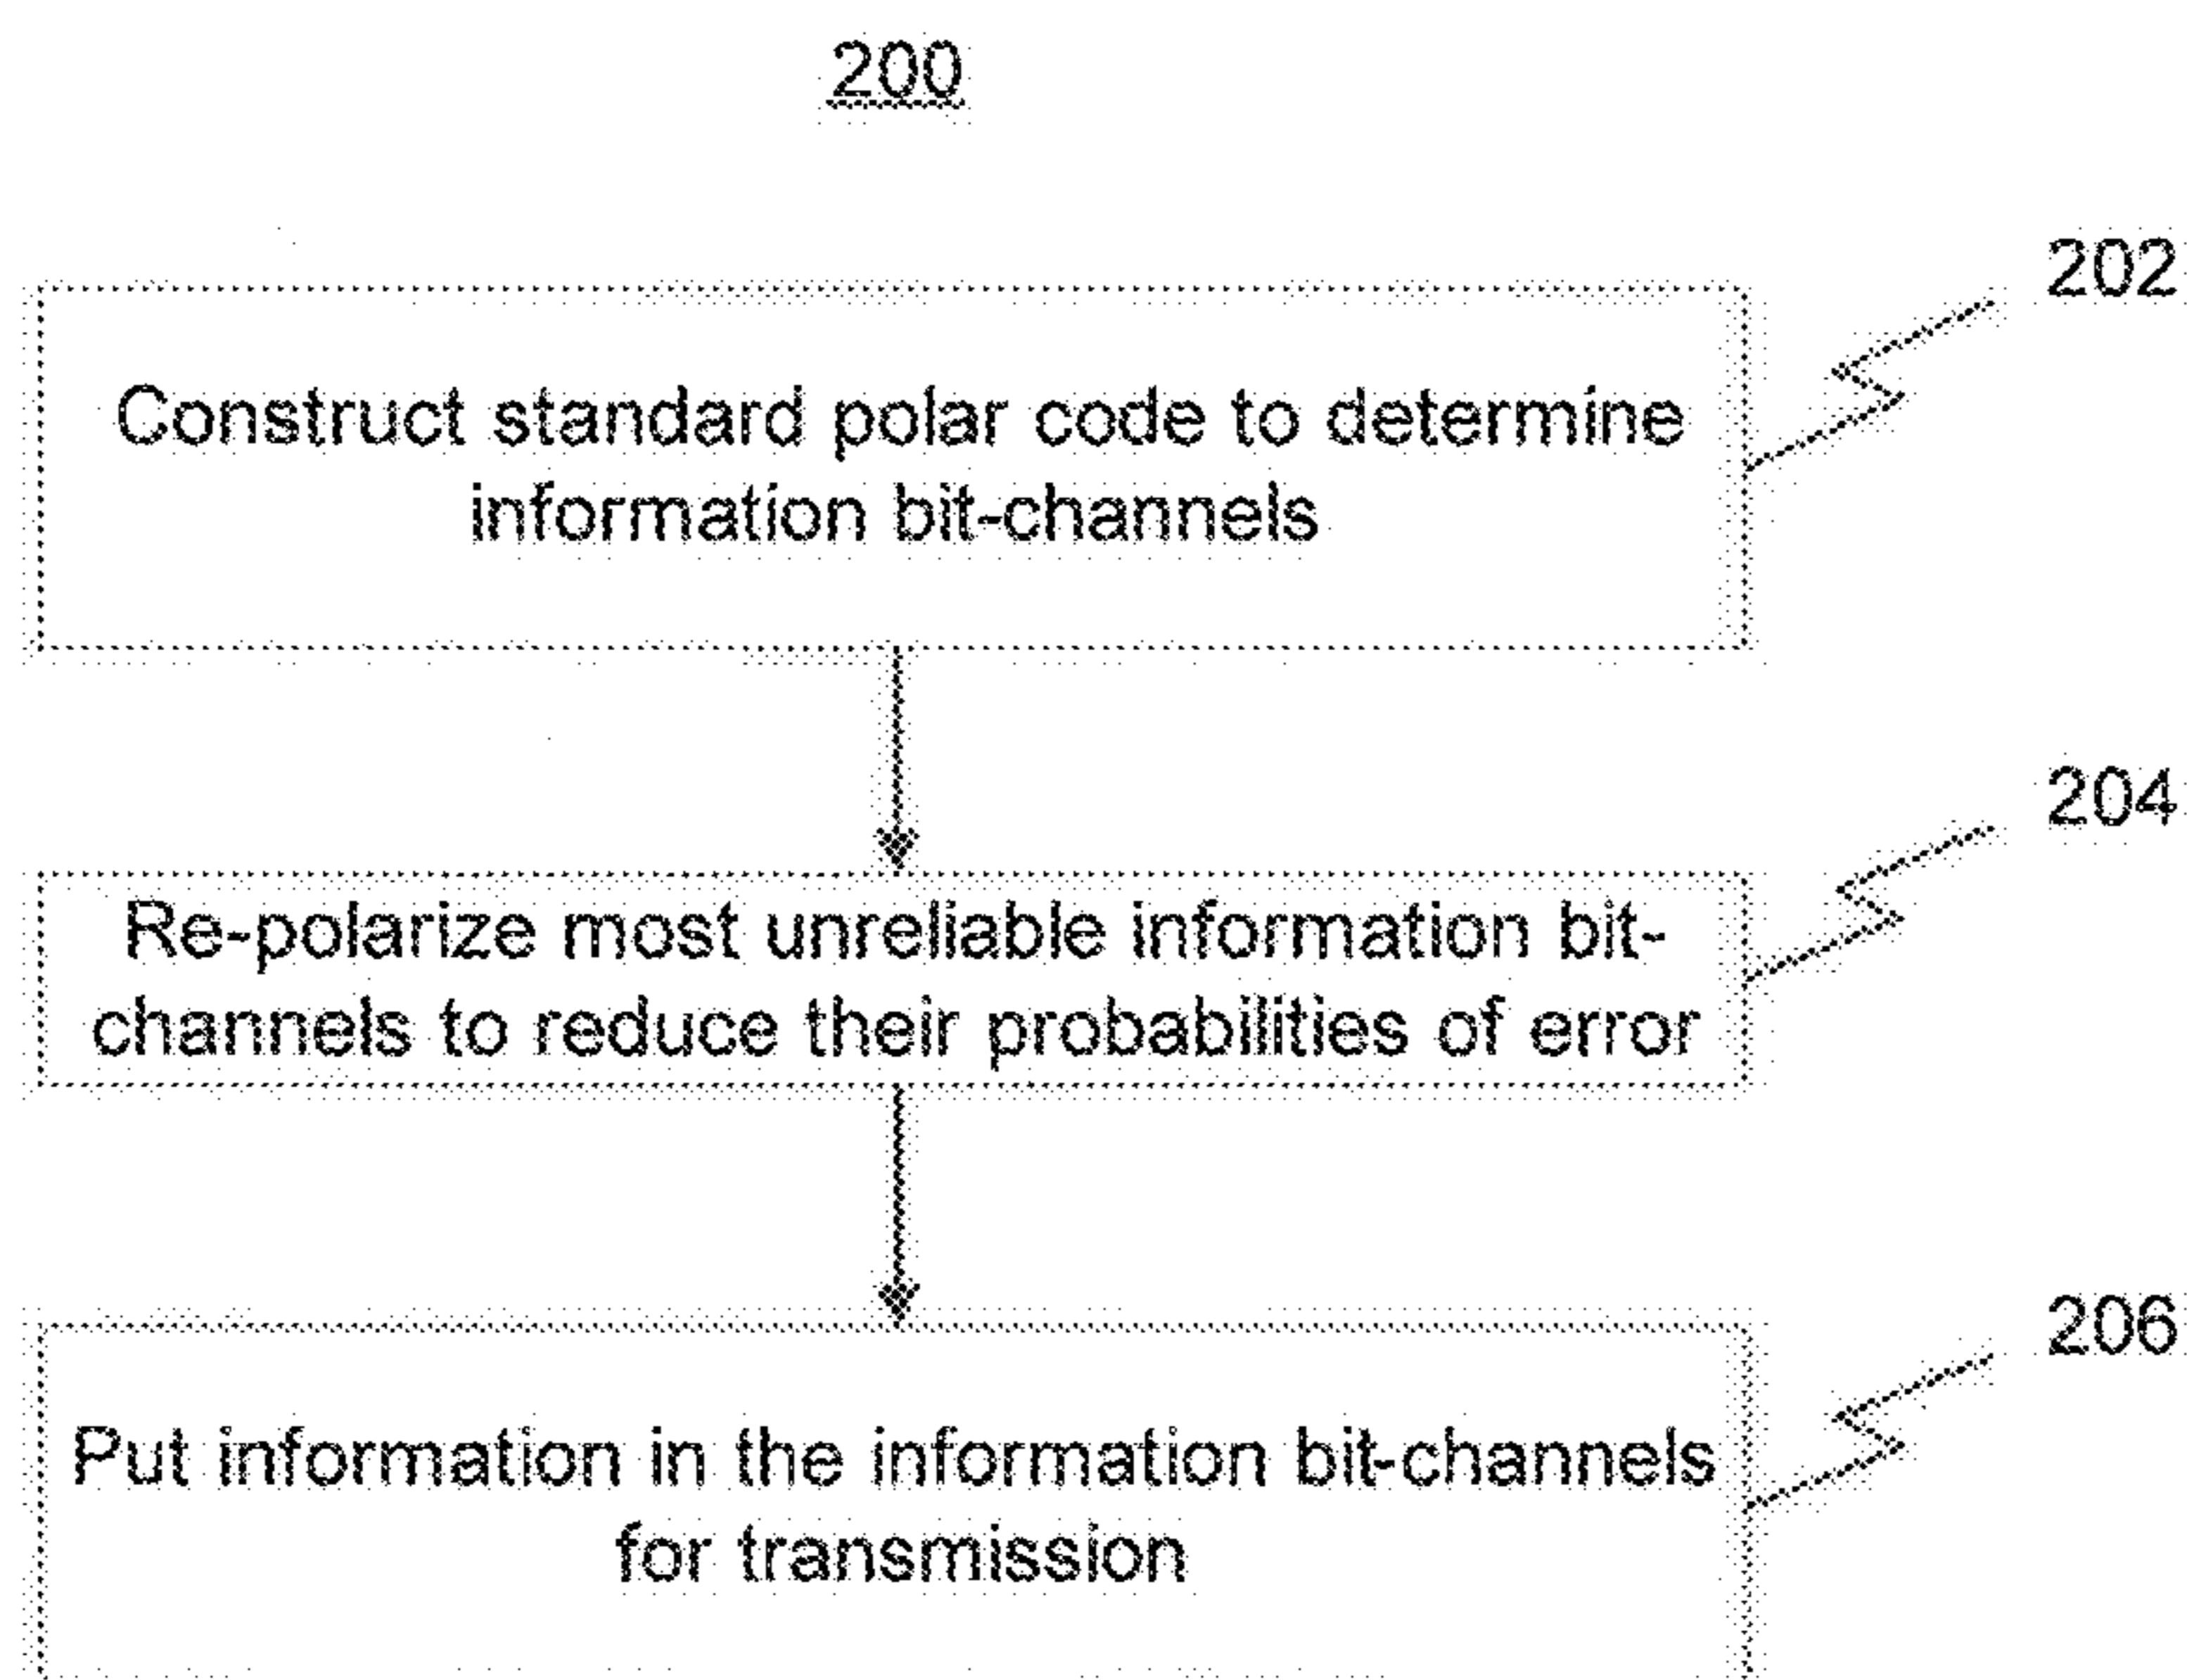 200
202
Construct standard polar code to determine
information bit-channels
204
Re-polarize most unreliable information bit-
channels to reduce their probabilities of error
206
Put information in the information bit-channels
for transmission